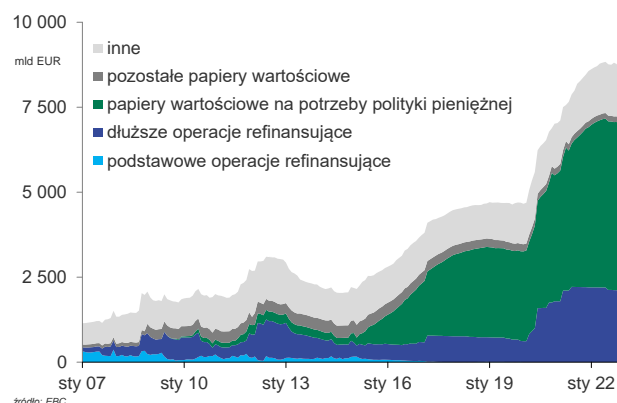 10 000
mld EUR
7 500
5 000
2 500
0
inne
pozostałe papiery wartościowe
papiery wartościowe na potrzeby polityki pieniężnej
dłuższe operacje refinansujące
podstawowe operacje refinansujące
sty 07 sty 10 sty 13 sty 16 sty 19 sty 22
źródło: EBC